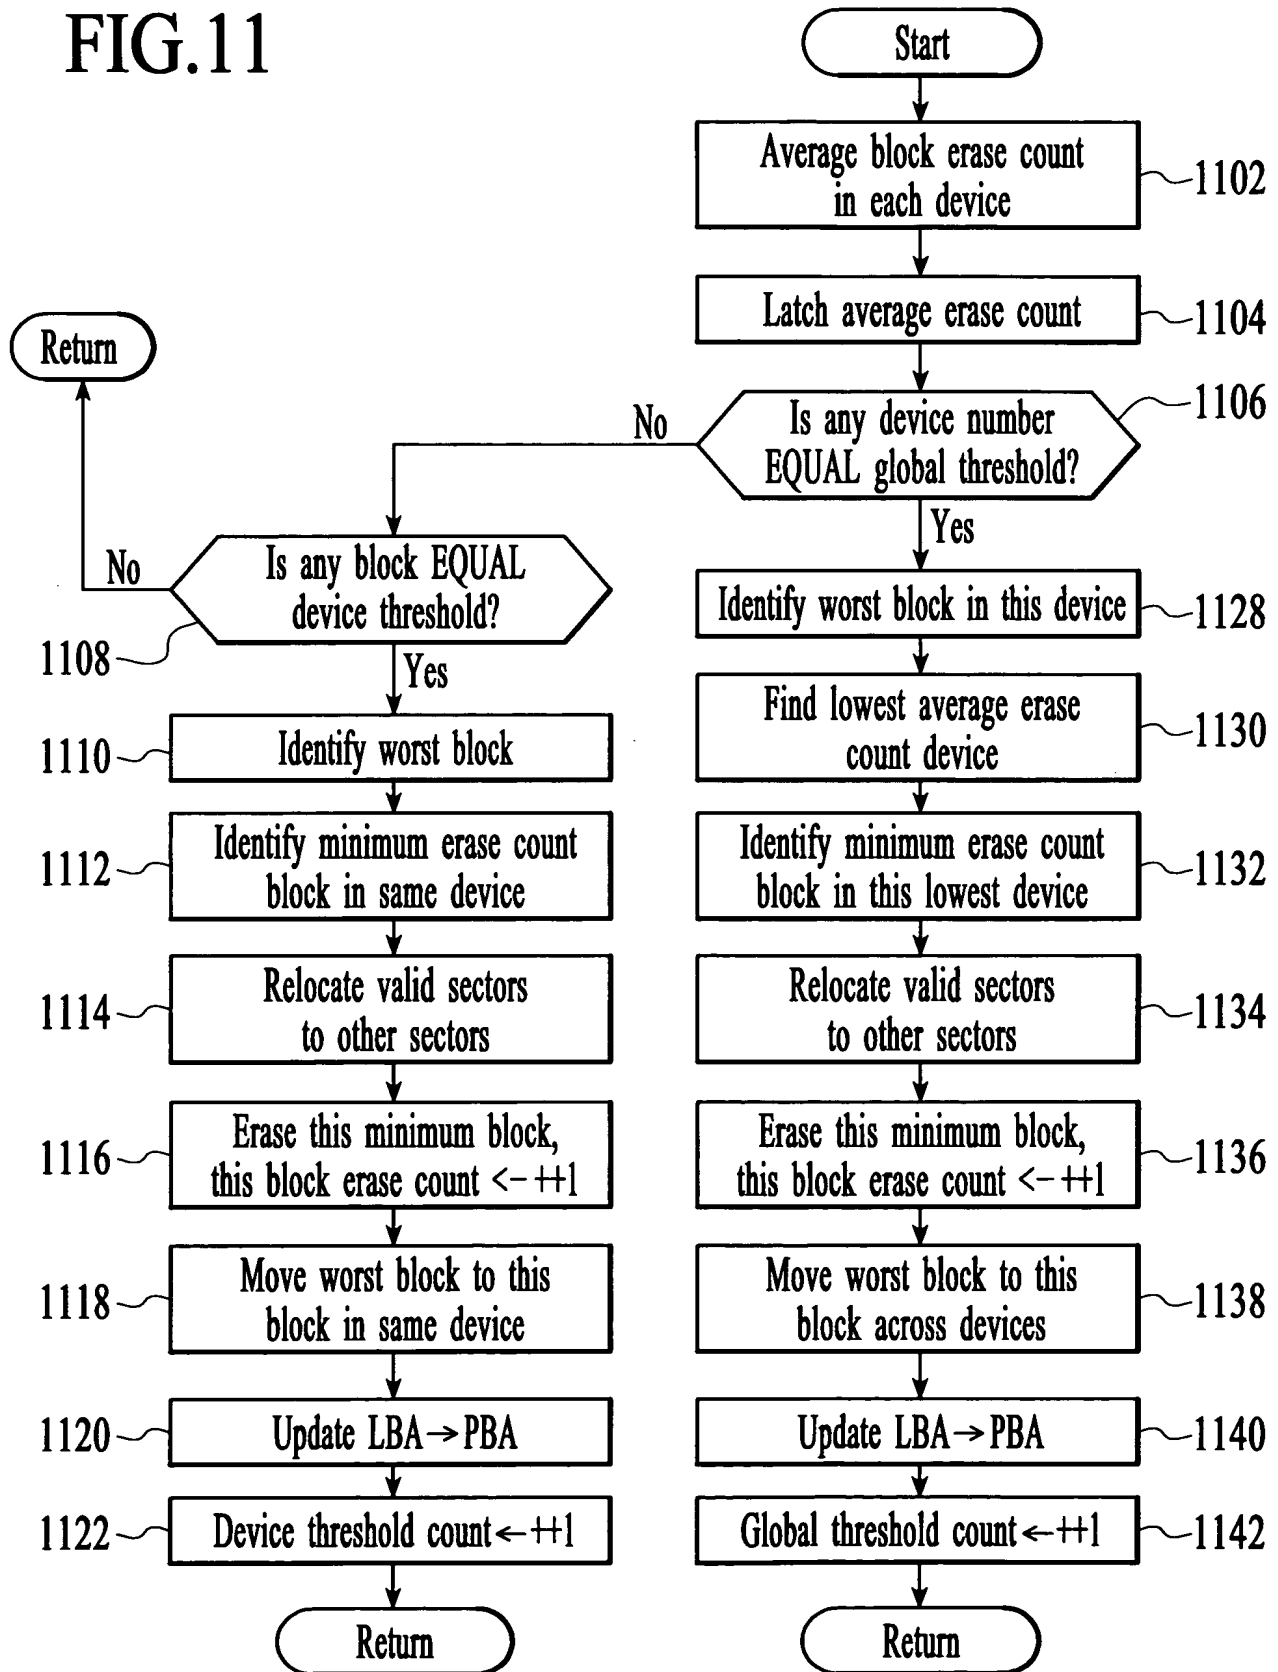 FIG.11
Start
Average block erase count
in each device
1102
Latch average erase count
1104
Return
Is any device number
EQUAL global threshold?
1106
No
Yes
Is any block EQUAL
device threshold?
1108
No
Yes
Identify worst block
1110
Identify minimum erase count
block in same device
1112
Relocate valid sectors
to other sectors
1114
Erase this minimum block,
this block erase count <- ++1
1116
Move worst block to this
block in same device
1118
Update LBA→PBA
1120
Device threshold count←++1
1122
Return
Identify worst block in this device
1128
Find lowest average erase
count device
1130
Identify minimum erase count
block in this lowest device
1132
Relocate valid sectors
to other sectors
1134
Erase this minimum block,
this block erase count <- ++1
1136
Move worst block to this
block across devices
1138
Update LBA→PBA
1140
Global threshold count←++1
1142
Return